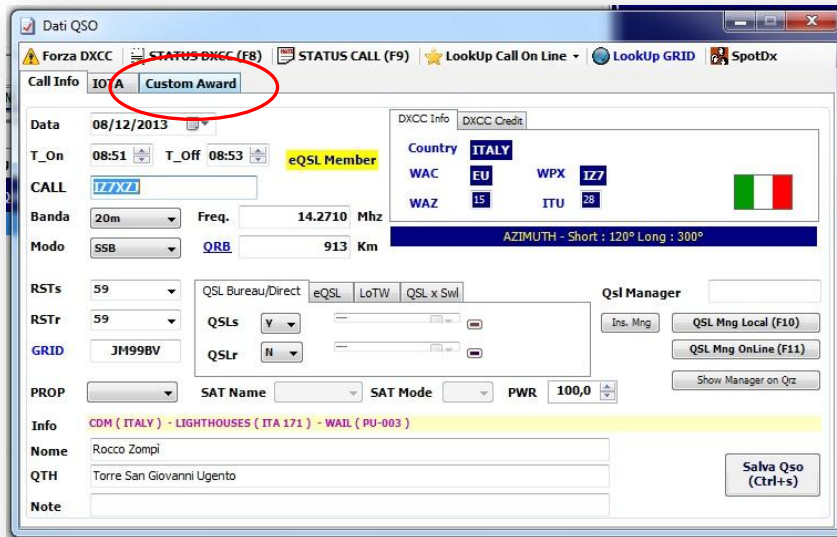 Dati QSO
Forza DXCC STATUS DXCC (F8) STATUS CALL (F9) LookUp Call On Line LookUp GRID SpotDx
Call Info IOTA Custom Award
Data 08/12/2013
T_On 08:51 T_Off 08:53 eQSL Member
CALL IZ7XZJ
Banda 20m Freq. 14.2710 Mhz
Modo SSB QRB 913 Km
DXCC Info DXCC Credit
Country ITALY
WAC EU WPX IZ7
WAZ 15 ITU 28
AZIMUTH - Short : 120° Long : 300°
RSTs 59
RSTr 59
GRID JM99BV
QSL Bureau/Direct eQSL LoTW QSL x Swl
QSLs Y
QSLr N
Qsl Manager
Ins. Mng QSL Mng Local (F10)
QSL Mng OnLine (F11)
Show Manager on Qrz
PROP SAT Name SAT Mode PWR 100,0
Info CDM ( ITALY ) - LIGHTHOUSES ( ITA 171 ) - WAIL ( PU-003 )
Nome Rocco Zompì
QTH Torre San Giovanni Ugento
Note
Salva Qso
(Ctrl+s)